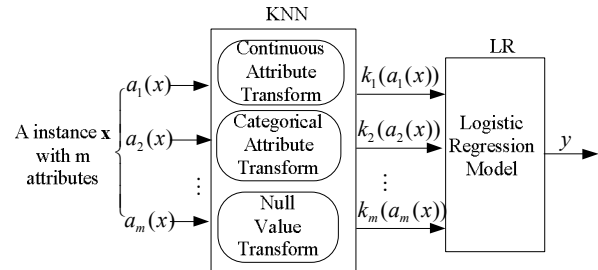 KNN
LR
A instance x
with m
attributes
a₁(x)
a₂(x)
⋮
aₘ(x)
Continuous
Attribute
Transform
Categorical
Attribute
Transform
Null
Value
Transform
k₁(a₁(x))
k₂(a₂(x))
⋮
kₘ(aₘ(x))
Logistic
Regression
Model
y